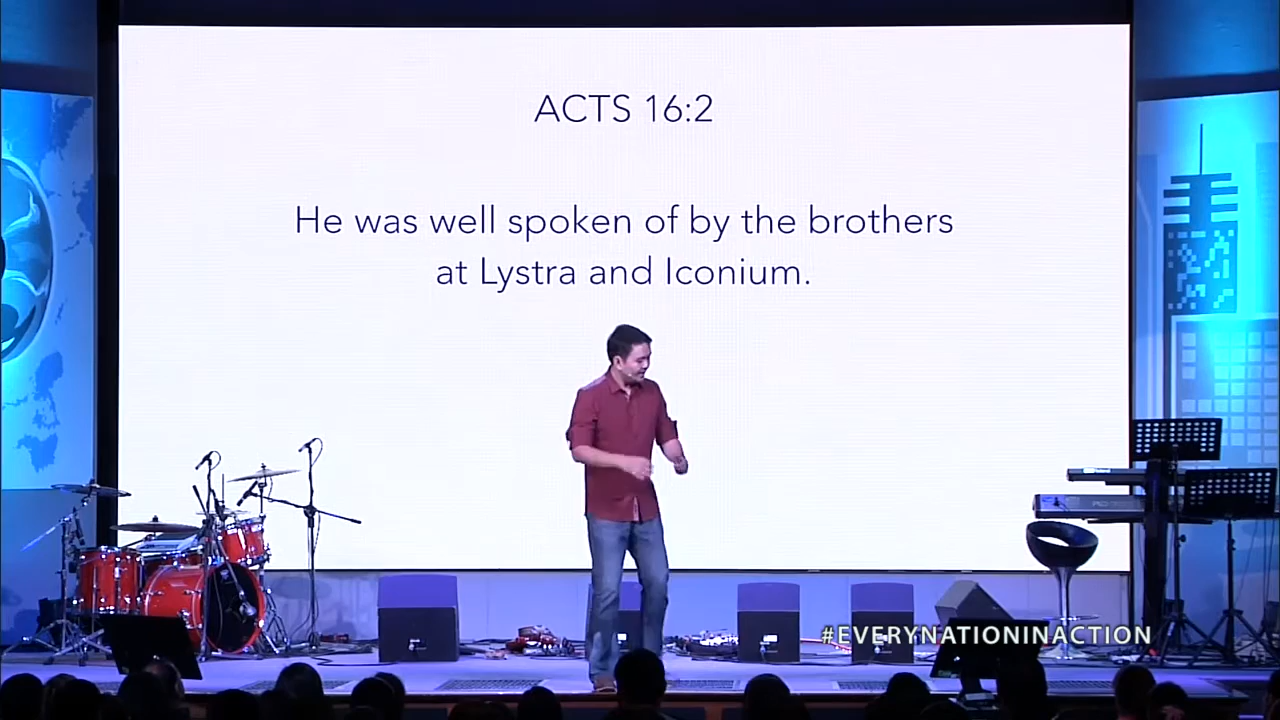 ACTS 16:2
He was well spoken of by the brothers
at Lystra and Iconium.
#EVERYNATIONINACTION